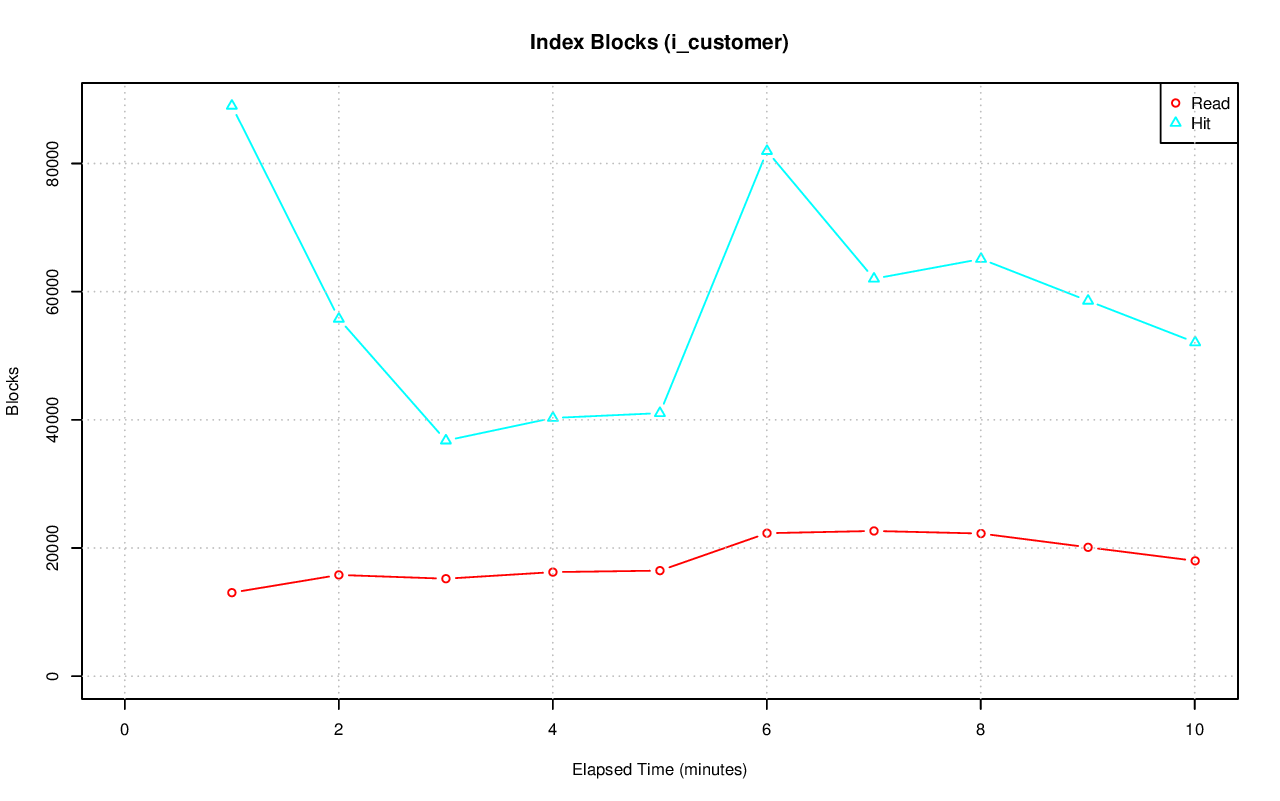 Index Blocks (i_customer)
Read
Hit
Blocks
80000
60000
40000
20000
0
0 2 4 6 8 10
Elapsed Time (minutes)